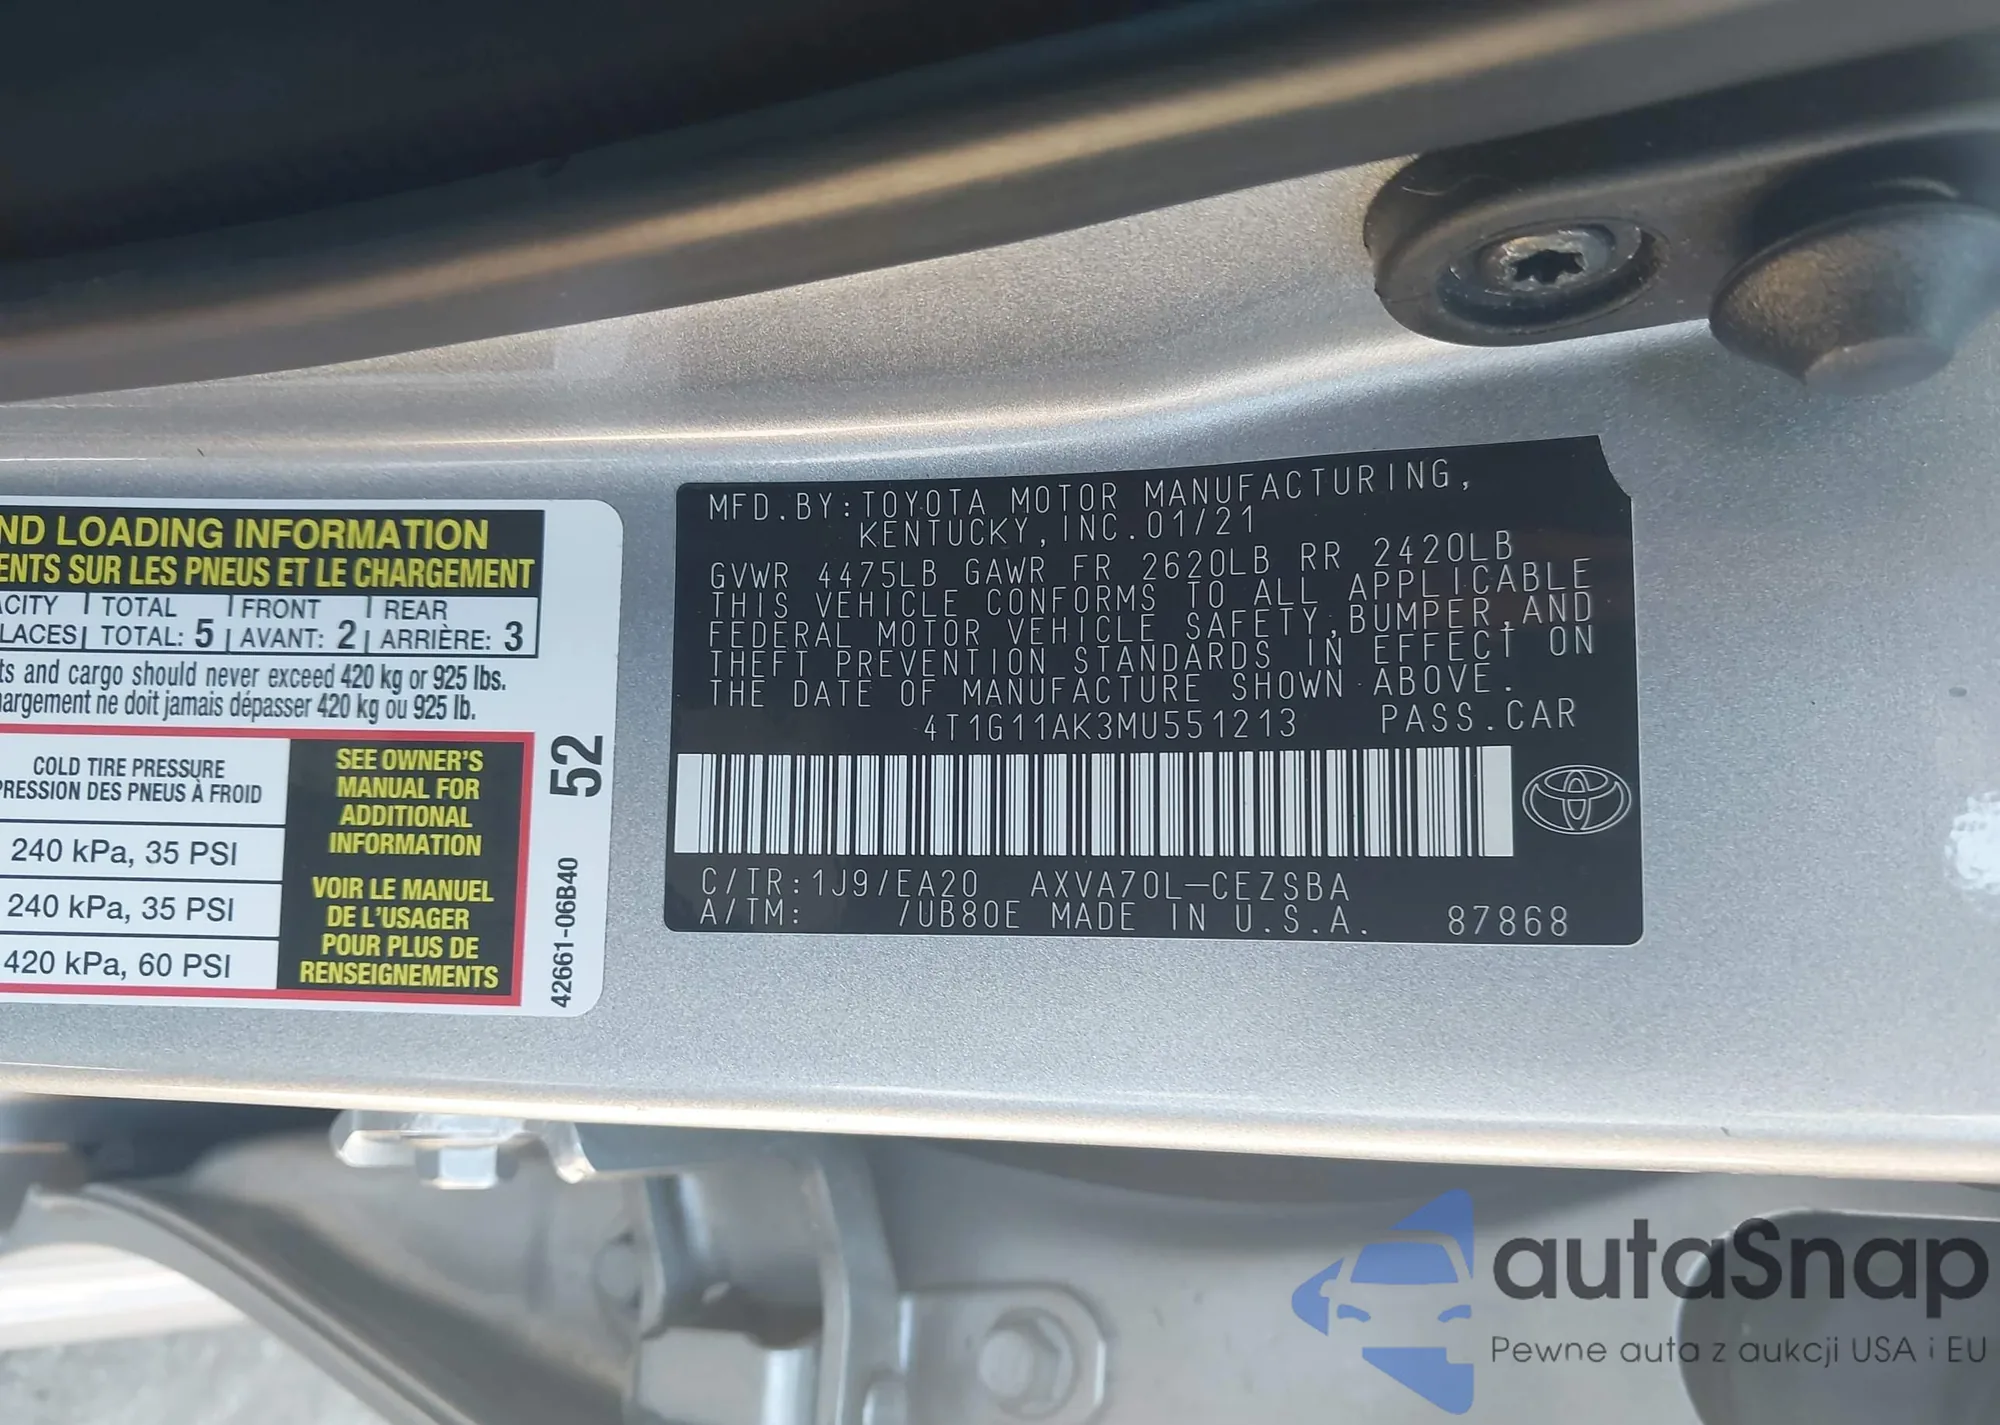 ND LOADING INFORMATION
ENTS SUR LES PNEUS ET LE CHARGEMENT
ACITY | TOTAL | FRONT | REAR
LACES | TOTAL: 5 | AVANT: 2 | ARRIÈRE: 3
ts and cargo should never exceed 420 kg or 925 lbs.
argement ne doit jamais dépasser 420 kg ou 925 lb.
COLD TIRE PRESSURE
PRESSION DES PNEUS À FROID
240 kPa, 35 PSI
240 kPa, 35 PSI
420 kPa, 60 PSI
SEE OWNER'S
MANUAL FOR
ADDITIONAL
INFORMATION
VOIR LE MANUEL
DE L'USAGER
POUR PLUS DE
RENSEIGNEMENTS
52
42661-06B40
MFD.BY:TOYOTA MOTOR MANUFACTURING,
KENTUCKY,INC.01/21
GVWR 4475LB GAWR FR 2620LB RR 2420LB
THIS VEHICLE CONFORMS TO ALL APPLICABLE
FEDERAL MOTOR VEHICLE SAFETY,BUMPER,AND
THEFT PREVENTION STANDARDS IN EFFECT ON
THE DATE OF MANUFACTURE SHOWN ABOVE.
4T1G11AK3MU551213 PASS.CAR
C/TR:1J9/EA20 AXVA70L-CEZSBA
A/TM: /UB80E MADE IN U.S.A. 87868
autaSnap
Pewne auta z aukcji USA i EU